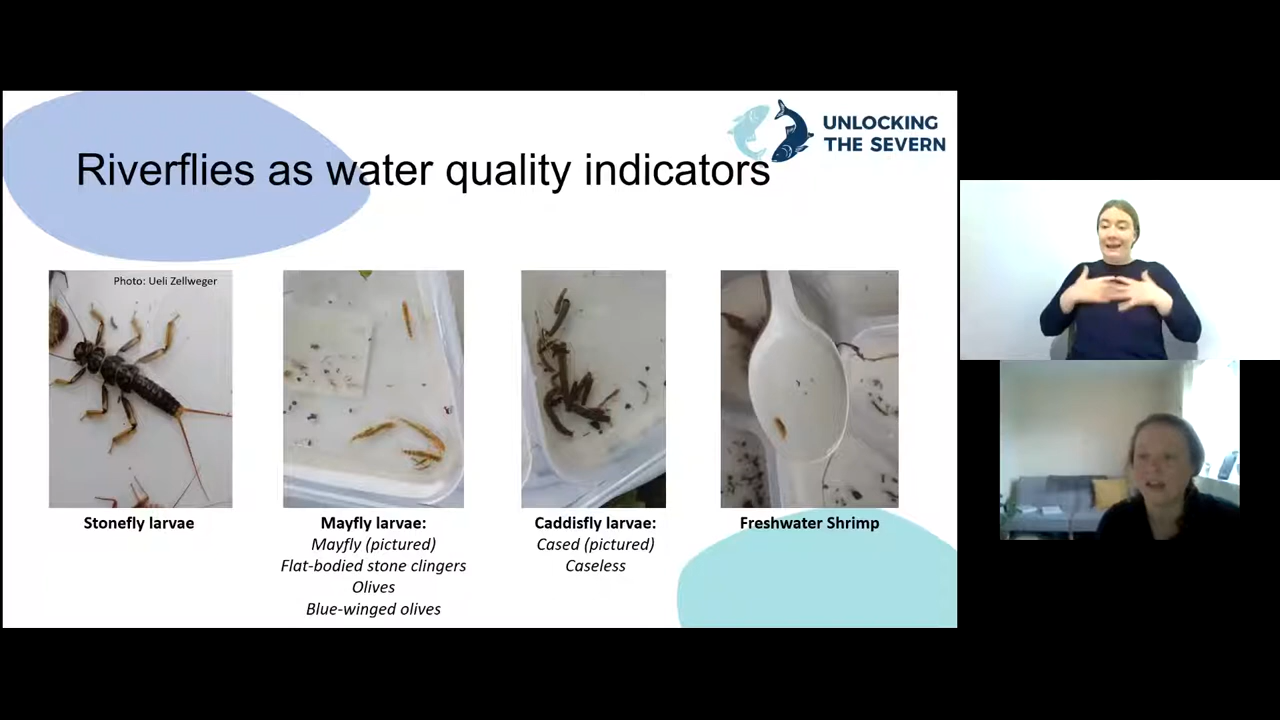 UNLOCKING
THE SEVERN
Riverflies as water quality indicators
Photo: Ueli Zellweger
Stonefly larvae
Mayfly larvae:
Mayfly (pictured)
Flat-bodied stone clingers
Olives
Blue-winged olives
Caddisfly larvae:
Cased (pictured)
Caseless
Freshwater Shrimp